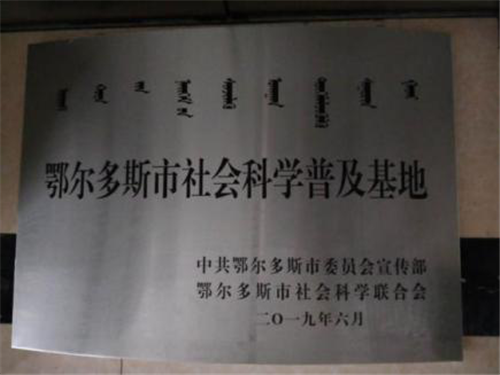 鄂尔多斯市社会科学普及基地
中共鄂尔多斯市委员会宣传部
鄂尔多斯市社会科学联合会
二〇一九年六月